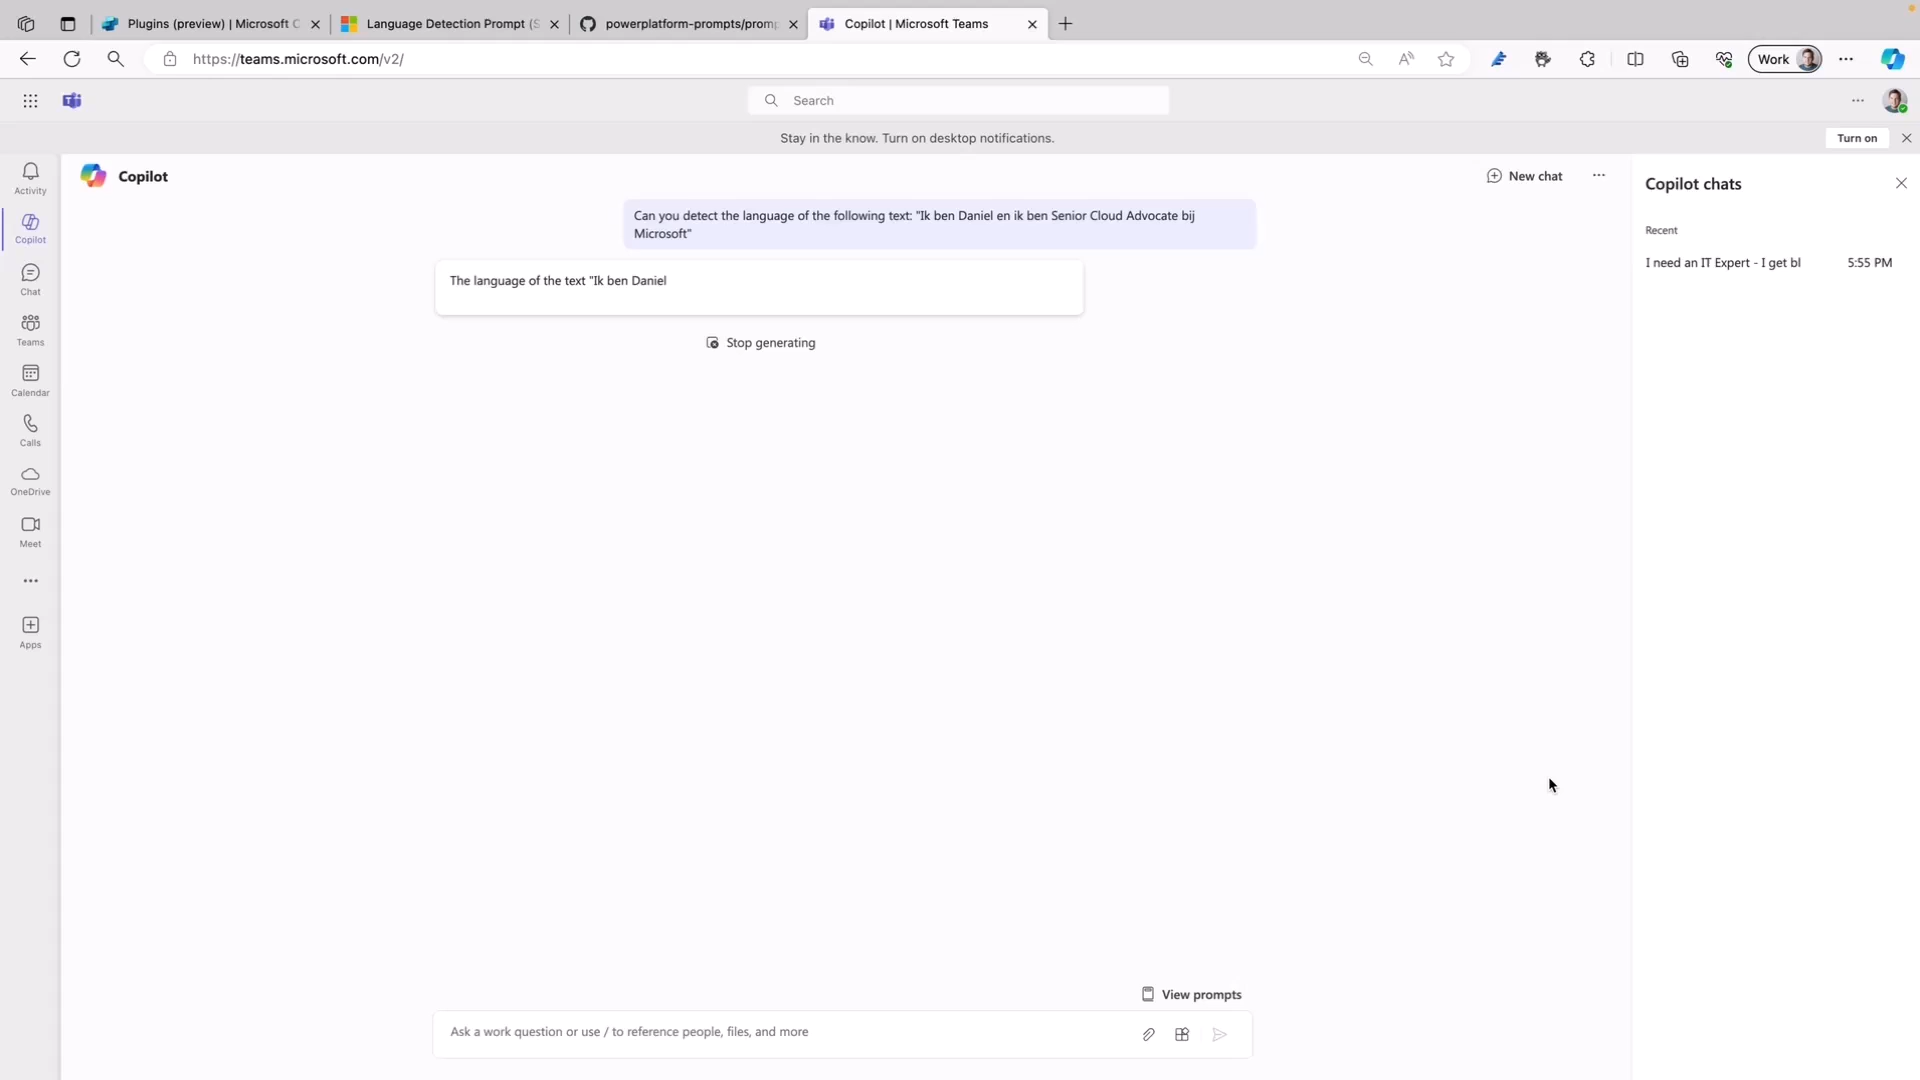 Plugins (preview) | Microsoft C
Language Detection Prompt (S
powerplatform-prompts/promp
Copilot | Microsoft Teams
https://teams.microsoft.com/v2/
Work
Search
Stay in the know. Turn on desktop notifications.
Turn on
Activity
Copilot
Chat
Teams
Calendar
Calls
OneDrive
Meet
Apps
Copilot
New chat
Can you detect the language of the following text: "Ik ben Daniel en ik ben Senior Cloud Advocate bij
Microsoft"
The language of the text "Ik ben Daniel
Stop generating
View prompts
Ask a work question or use / to reference people, files, and more
Copilot chats
Recent
I need an IT Expert - I get bl 5:55 PM